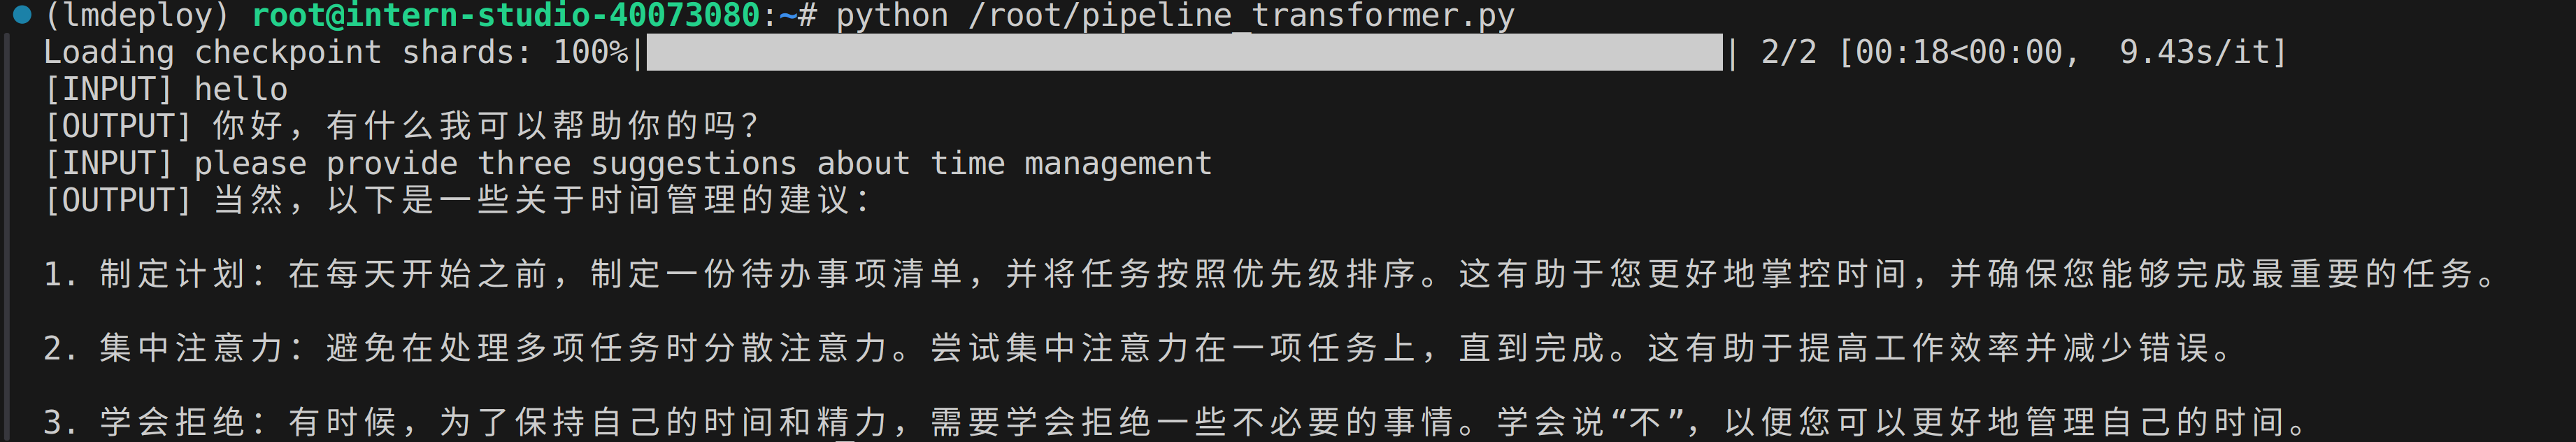 (lmdeploy) root@intern-studio-40073080:~# python /root/pipeline_transformer.py
Loading checkpoint shards: 100%|██████████| 2/2 [00:18<00:00,  9.43s/it]
[INPUT] hello
[OUTPUT] 你好，有什么我可以帮助你的吗？
[INPUT] please provide three suggestions about time management
[OUTPUT] 当然，以下是一些关于时间管理的建议：
1. 制定计划：在每天开始之前，制定一份待办事项清单，并将任务按照优先级排序。这有助于您更好地掌控时间，并确保您能够完成最重要的任务。
2. 集中注意力：避免在处理多项任务时分散注意力。尝试集中注意力在一项任务上，直到完成。这有助于提高工作效率并减少错误。
3. 学会拒绝：有时候，为了保持自己的时间和精力，需要学会拒绝一些不必要的事情。学会说“不”，以便您可以更好地管理自己的时间。